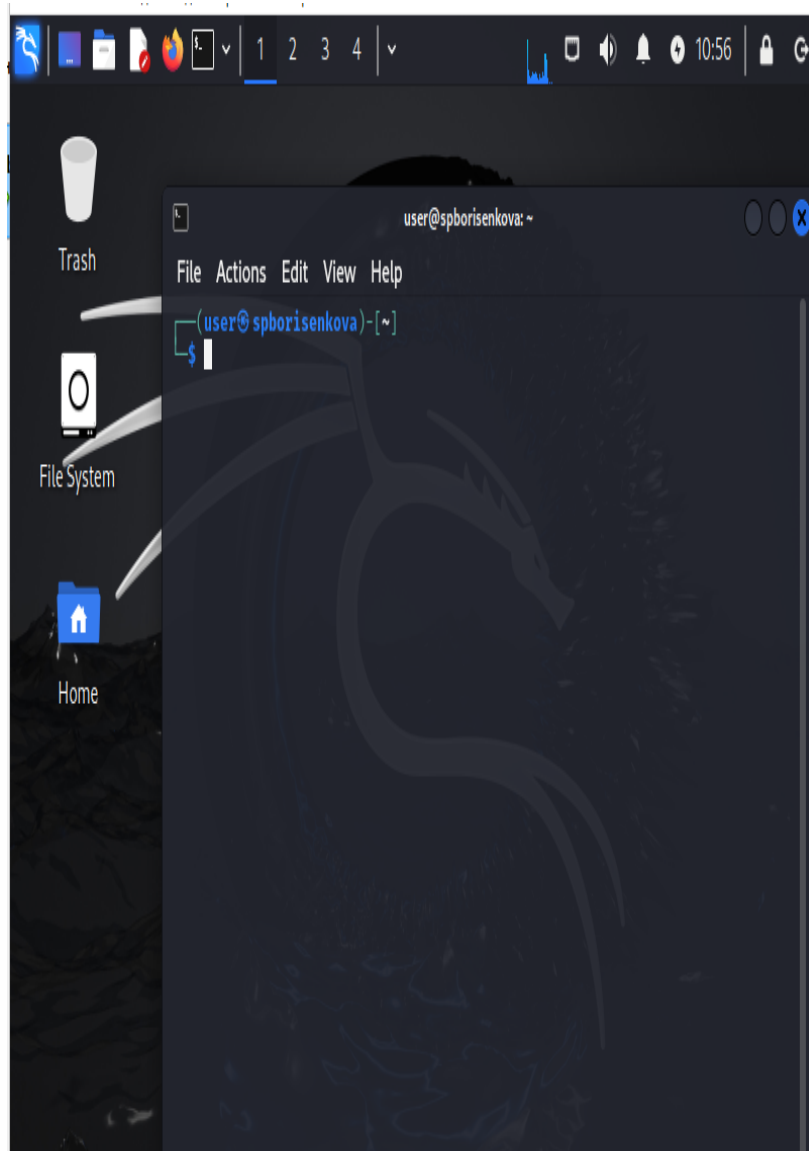 1 2 3 4 10:56
Trash
user@spborisenkova: ~
File Actions Edit View Help
┌──(user㉿spborisenkova)-[~]
└─$
File System
Home